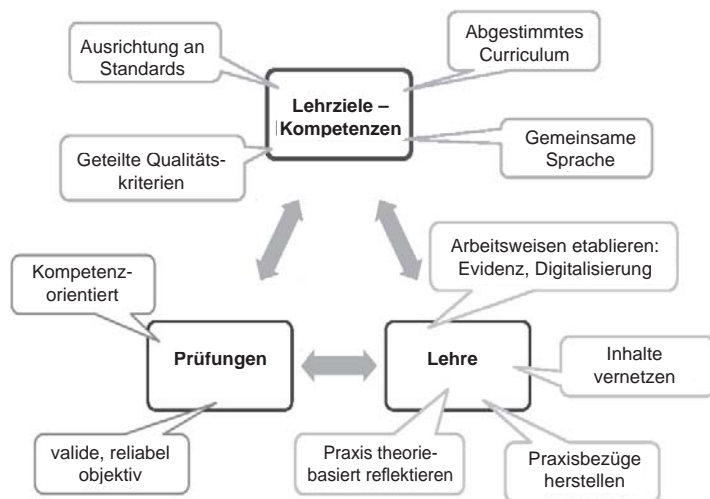 Ausrichtung an
Standards
Abgestimmtes
Curriculum
Lehrziele –
Kompetenzen
Geteilte Qualitäts-
kriterien
Gemeinsame
Sprache
Arbeitsweisen etablieren:
Evidenz, Digitalisierung
Kompetenz-
orientiert
Prüfungen
Lehre
Inhalte
vernetzen
valide, reliabel
objektiv
Praxis theorie-
basiert reflektieren
Praxisbezüge
herstellen